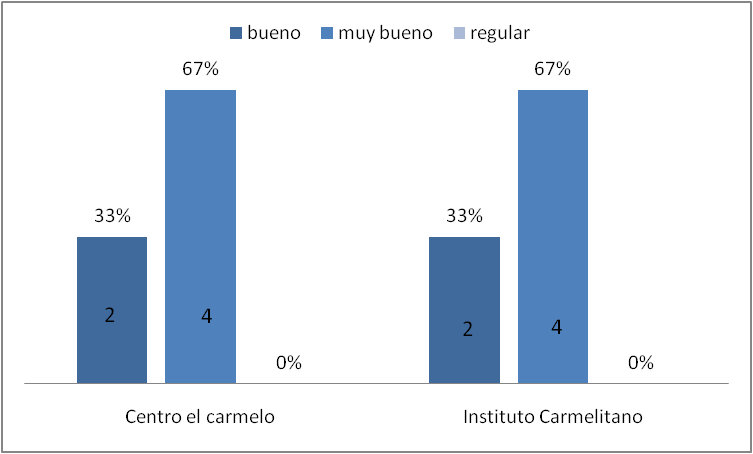 bueno muy bueno regular
67% 67%
33% 33%
2 4 2 4
0% 0%
Centro el carmelo Instituto Carmelitano